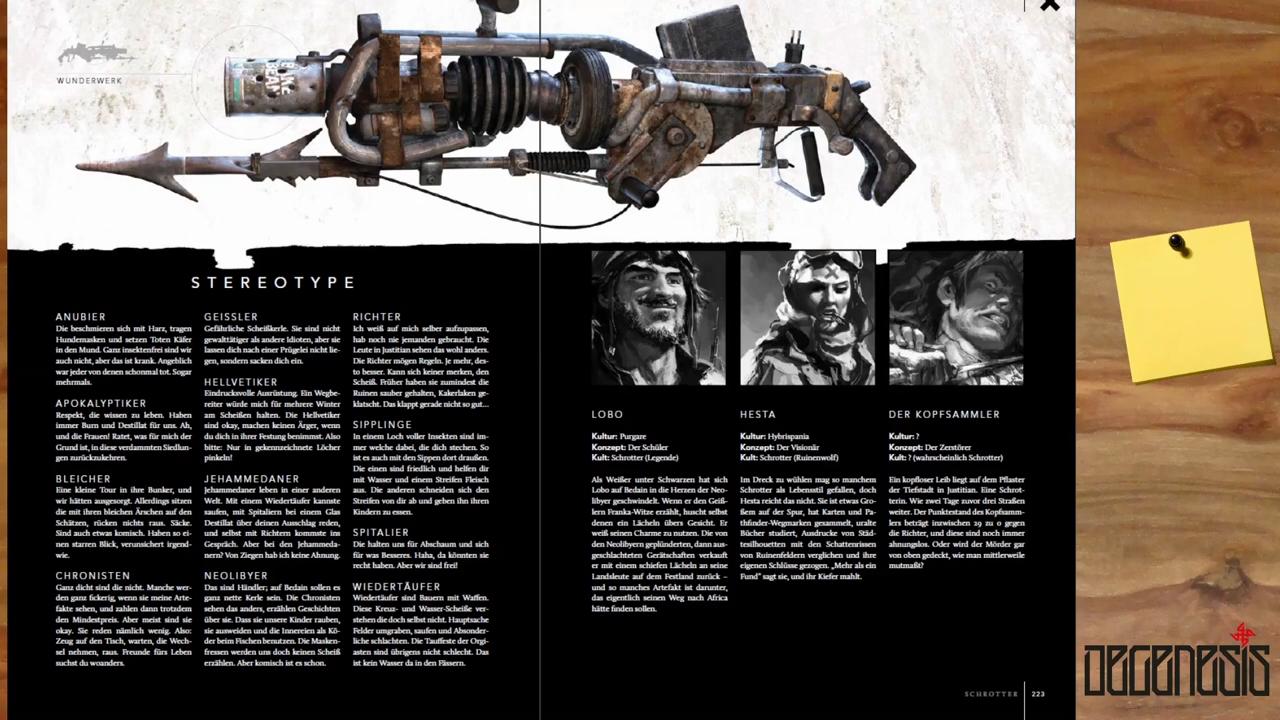 WUNDERWERK
STEREOTYPE
ANUBIER
Die beschmieren sich mit Harz, tragen
Hundemasken und setzen Toten Käfer
in den Mund. Ganz insektenfrei sind wir
auch nicht, aber das ist krank. Angeblich
war jeder von denen schonmal tot. Sogar
mehrmals.
APOKALYPTIKER
Respekt, die wissen zu leben. Haben
immer Burn und Destillat für uns. Ah,
und die Frauen! Ratet, was für mich der
Grund ist, in diese verdammten Siedlun-
gen zurückzukehren.
BLEICHER
Eine kleine Tour in ihre Bunker, und
wir hätten ausgesorgt. Allerdings sitzen
die mit ihren bleichen Ärschen auf den
Schätzen, rücken nichts raus. Säcke.
Sind auch etwas komisch. Haben so ei-
nen starren Blick, verunsichert irgend-
wie.
CHRONISTEN
Ganz dicht sind die nicht. Manche wer-
den ganz fickerig, wenn sie meine Arte-
fakte sehen, und zahlen dann trotzdem
den Mindestpreis. Aber meist sind sie
okay. Sie reden nämlich wenig. Also:
Zeug auf den Tisch, warten, die Wech-
sel nehmen, raus. Freunde fürs Leben
suchst du woanders.
GEISSLER
Gefährliche Scheißkerle. Sie sind nicht
gewalttätiger als andere Idioten, aber sie
lassen dich nach einer Prügelei nicht lie-
gen, sondern sacken dich ein.
HELLVETIKER
Eindrucksvolle Ausrüstung. Ein Wegbe-
reiter würde mich für mehrere Winter
am Scheißen halten. Die Hellvetiker
sind okay, machen keinen Ärger, wenn
du dich in ihrer Festung benimmst. Also
bitte: Nur in gekennzeichnete Löcher
pinkeln!
JEHAMMEDANER
Jehammedaner leben in einer anderen
Welt. Mit einem Wiedertäufer kannste
saufen, mit Spitaliern bei einem Glas
Destillat über deinen Ausschlag reden,
und selbst mit Richtern kommste ins
Gespräch. Aber bei den Jehammeda-
nern? Von Ziegen hab ich keine Ahnung.
NEOLIBYER
Das sind Händler; auf Bedain sollen es
ganz nette Kerle sein. Die Chronisten
sehen das anders, erzählen Geschichten
über sie. Dass sie unsere Kinder rauben,
sie ausweiden und die Innereien als Kö-
der beim Fischen benutzen. Die Masken-
fressen werden uns doch keinen Scheiß
erzählen. Aber komisch ist es schon.
RICHTER
Ich weiß auf mich selber aufzupassen,
hab noch nie jemanden gebraucht. Die
Leute in Justitian sehen das wohl anders.
Die Richter mögen Regeln. Je mehr, des-
to besser. Kann sich keiner merken, den
Scheiß. Früher haben sie zumindest die
Ruinen sauber gehalten, Kakerlaken ge-
klatscht. Das klappt gerade nicht so gut...
SIPPLINGE
In einem Loch voller Insekten sind im-
mer welche dabei, die dich stechen. So
ist es auch mit den Sippen dort draußen.
Die einen sind friedlich und helfen dir
mit Wasser und einem Streifen Fleisch
aus. Die anderen schneiden sich den
Streifen von dir ab und geben ihn ihren
Kindern zu essen.
SPITALIER
Die halten uns für Abschaum und sich
für was Besseres. Haha, da könnten sie
recht haben. Aber wir sind frei!
WIEDERTÄUFER
Wiedertäufer sind Bauern mit Waffen.
Diese Kreuz- und Wasser-Scheiße ver-
stehen die doch selbst nicht. Hauptsache
Felder umgraben, saufen und Absonder-
liche schlachten. Die Tauffeste der Orgi-
asten sind übrigens nicht schlecht. Das
ist kein Wasser da in den Fässern.
LOBO
Kultur: Purgare
Konzept: Der Schüler
Kult: Schrotter (Legende)
Als Weißer unter Schwarzen hat sich
Lobo auf Bedain in die Herzen der Neo-
libyer geschwindelt. Wenn er den Geiß-
lern Franka-Witze erzählt, huscht selbst
denen ein Lächeln übers Gesicht. Er
weiß seinen Charme zu nutzen. Die von
den Neolibyern geplünderten, dann aus-
geschlachteten Gerätschaften verkauft
er mit einem schiefen Lächeln an seine
Landsleute auf dem Festland zurück –
und so manches Artefakt ist darunter,
das eigentlich seinen Weg nach Africa
hätte finden sollen.
HESTA
Kultur: Hybrispania
Konzept: Der Visionär
Kult: Schrotter (Ruinenwolf)
Im Dreck zu wühlen mag so manchem
Schrotter als Lebensstil gefallen, doch
Hesta reicht das nicht. Sie ist etwas Gro-
ßem auf der Spur, hat Karten und Pa-
thfinder-Wegmarken gesammelt, uralte
Bücher studiert, Ausdrucke von Städ-
tesilhouetten mit den Schattenrissen
von Ruinenfeldern verglichen und ihre
eigenen Schlüsse gezogen. „Mehr als ein
Fund“ sagt sie, und ihr Kiefer mahlt.
DER KOPFSAMMLER
Kultur: ?
Konzept: Der Zerstörer
Kult: ? (wahrscheinlich Schrotter)
Ein kopfloser Leib liegt auf dem Pflaster
der Tiefstadt in Justitian. Eine Schrot-
terin. Wie zwei Tage zuvor drei Straßen
weiter. Der Punktestand des Kopfsamm-
lers beträgt inzwischen 29 zu 0 gegen
die Richter, und diese sind noch immer
ahnungslos. Oder wird der Mörder gar
von oben gedeckt, wie man mittlerweile
mutmaßt?
SCHROTTER 223
DEGENESIS